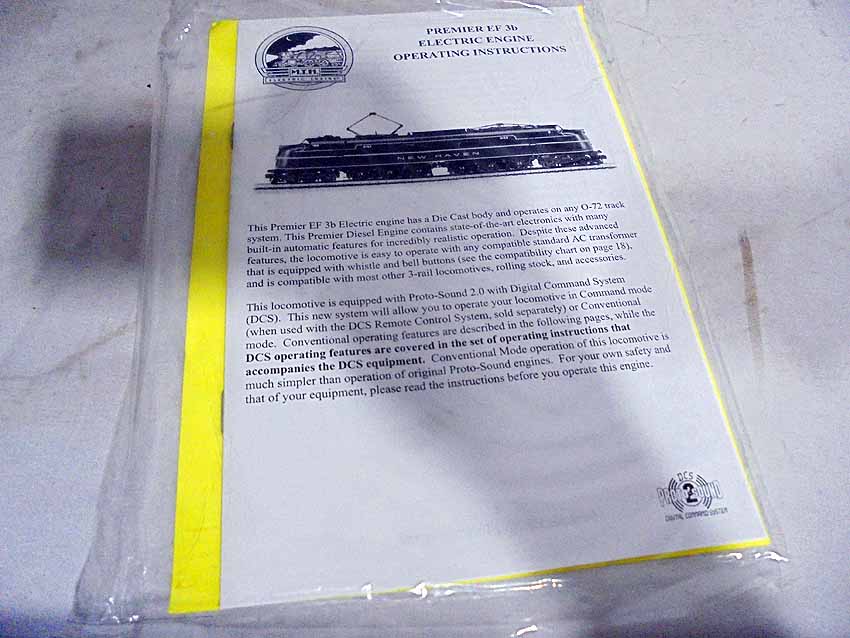 PREMIER EF 3b
ELECTRIC ENGINE
OPERATING INSTRUCTIONS
M.T.H.
ELECTRIC TRAINS
NEW HAVEN
This Premier EF 3b Electric engine has a Die Cast body and operates on any O-72 track
system. This Premier Diesel Engine contains state-of-the-art electronics with many
built-in automatic features for incredibly realistic operation. Despite these advanced
features, the locomotive is easy to operate with any compatible standard AC transformer
that is equipped with whistle and bell buttons (see the compatibility chart on page 18),
and is compatible with most other 3-rail locomotives, rolling stock, and accessories.
This locomotive is equipped with Proto-Sound 2.0 with Digital Command System
(DCS). This new system will allow you to operate your locomotive in Command mode
(when used with the DCS Remote Control System, sold separately) or Conventional
mode. Conventional operating features are described in the following pages, while the
DCS operating features are covered in the set of operating instructions that
accompanies the DCS equipment. Conventional Mode operation of this locomotive is
much simpler than operation of original Proto-Sound engines. For your own safety and
that of your equipment, please read the instructions before you operate this engine.
DCS
PROTO SOUND
2
DIGITAL COMMAND SYSTEM